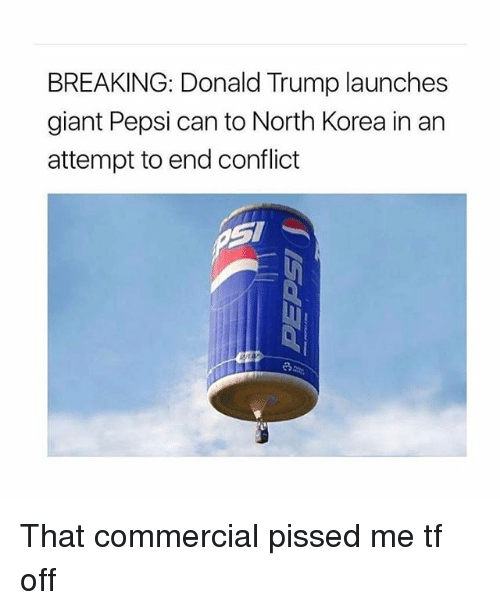 BREAKING: Donald Trump launches
giant Pepsi can to North Korea in an
attempt to end conflict
PSI
PEPSI
That commercial pissed me tf
off